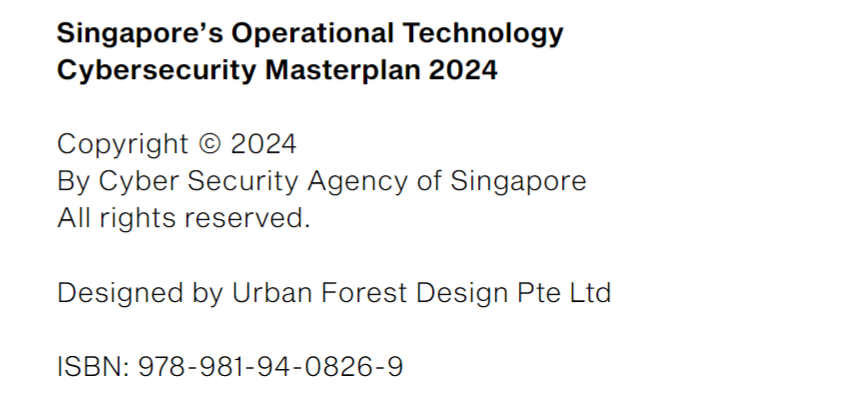 Singapore’s Operational Technology
Cybersecurity Masterplan 2024
Copyright © 2024
By Cyber Security Agency of Singapore
All rights reserved.
Designed by Urban Forest Design Pte Ltd
ISBN: 978-981-94-0826-9